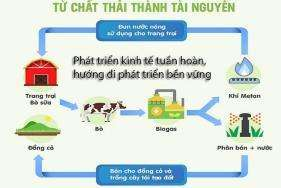 TỪ CHẤT THẢI THÀNH TÀI NGUYÊN
Đun nước nóng
sử dụng cho trang trại
Phát triển kinh tế tuần hoàn,
hướng đi phát triển bền vững
Trang trại
Bò sữa
Khí Metan
Bò
Biogas
Đồng cỏ
Phân bón + nước
Bón cho đồng cỏ và
trồng cây tái tạo đất